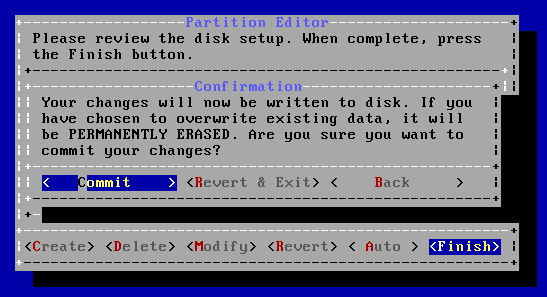 Partition Editor
Please review the disk setup. When complete, press
the Finish button.
Confirmation
Your changes will now be written to disk. If you
have chosen to overwrite existing data, it will
be PERMANENTLY ERASED. Are you sure you want to
commit your changes?
< Commit > <Revert & Exit> < Back >
<Create> <Delete> <Modify> <Revert> < Auto > <Finish>